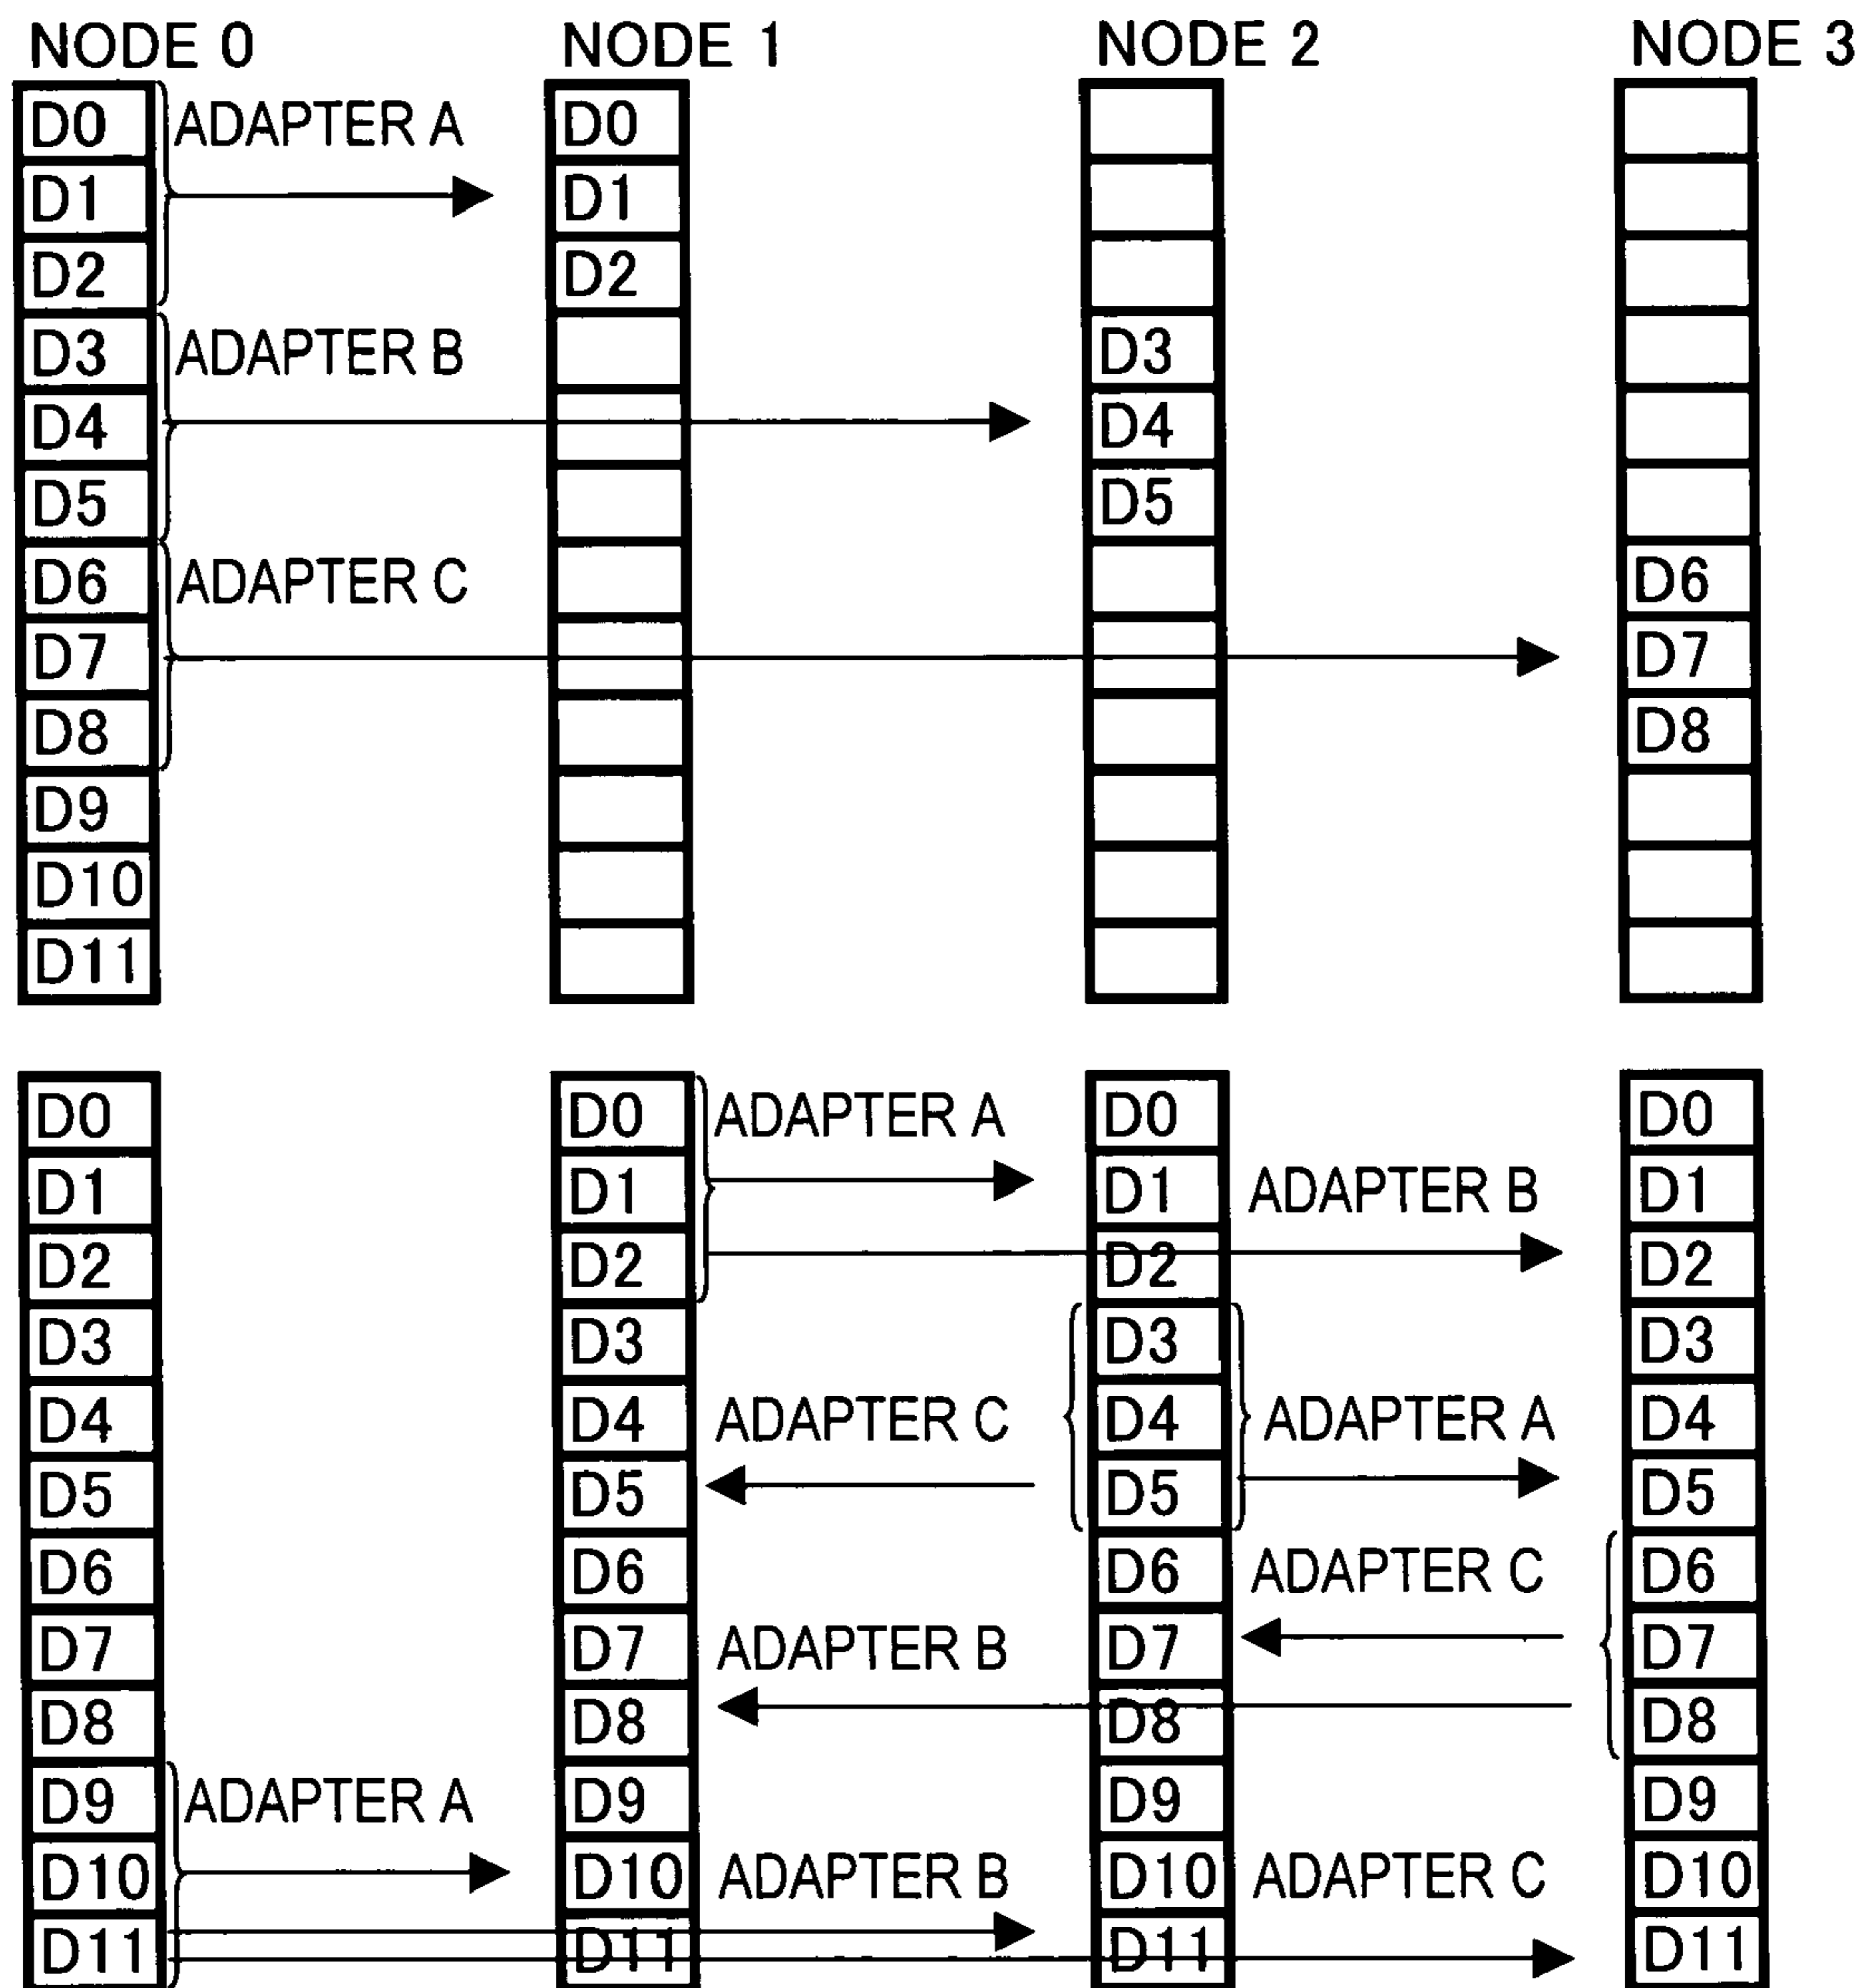 NODE 0 NODE 1 NODE 2 NODE 3
D0 ADAPTER A D0
D1 D1
D2 D2
D3 ADAPTER B D3
D4 D4
D5 D5
D6 ADAPTER C D6
D7 D7
D8 D8
D9
D10
D11
D0 D0 ADAPTER A D0 D0
D1 D1 D1 ADAPTER B D1
D2 D2 D2 D2
D3 D3 D3 D3
D4 D4 ADAPTER C D4 ADAPTER A D4
D5 D5 D5 D5
D6 D6 D6 ADAPTER C D6
D7 D7 ADAPTER B D7 D7
D8 D8 D8 D8
D9 ADAPTER A D9 D9 D9
D10 D10 ADAPTER B D10 ADAPTER C D10
D11 D11 D11 D11